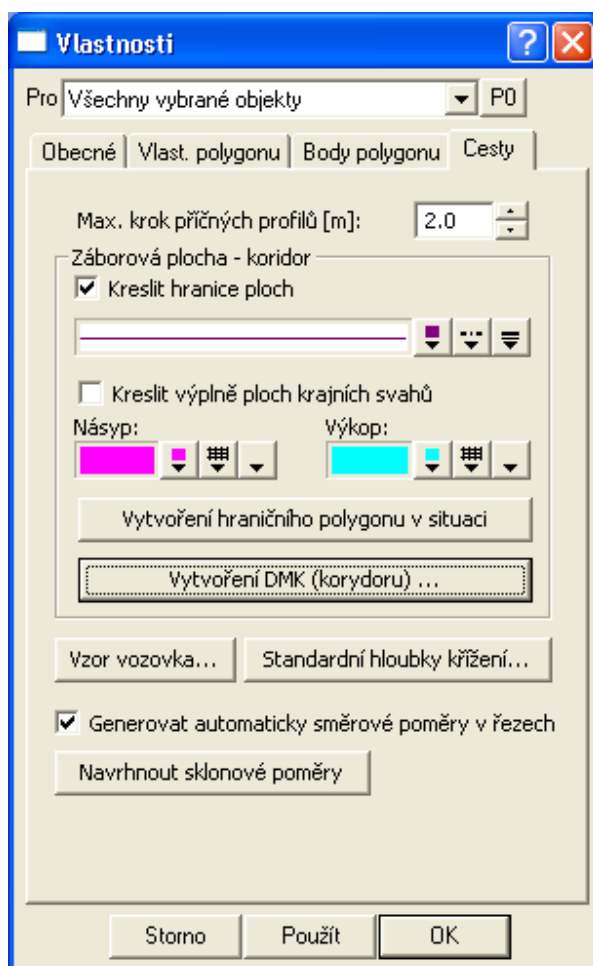 Vlastnosti
Pro Všechny vybrané objekty P0
Obecné Vlast. polygonu Body polygonu Cesty
Max. krok příčných profilů [m]: 2.0
Záborová plocha - koridor
Kreslit hranice ploch
Kreslit výplně ploch krajních svahů
Násyp: Výkop:
Vytvoření hraničního polygonu v situaci
Vytvoření DMK (korydoru) ...
Vzor vozovka... Standardní hloubky křížení...
Generovat automaticky směrové poměry v řezech
Navrhnout sklonové poměry
Storno Použít OK